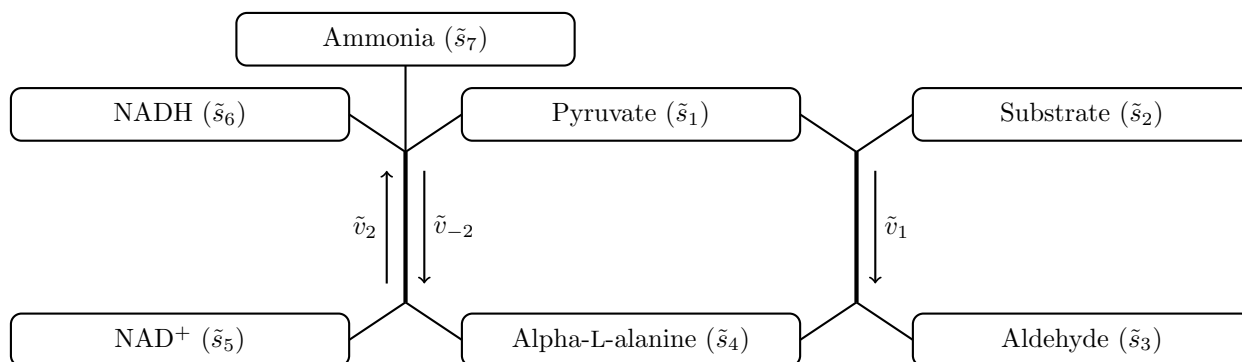 Ammonia (s̃₇)
NADH (s̃₆)
Pyruvate (s̃₁)
Substrate (s̃₂)
ṽ₂
ṽ₋₂
ṽ₁
NAD⁺ (s̃₅)
Alpha-L-alanine (s̃₄)
Aldehyde (s̃₃)